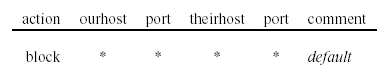 action ourhost port theirhost port comment
block * * * * default